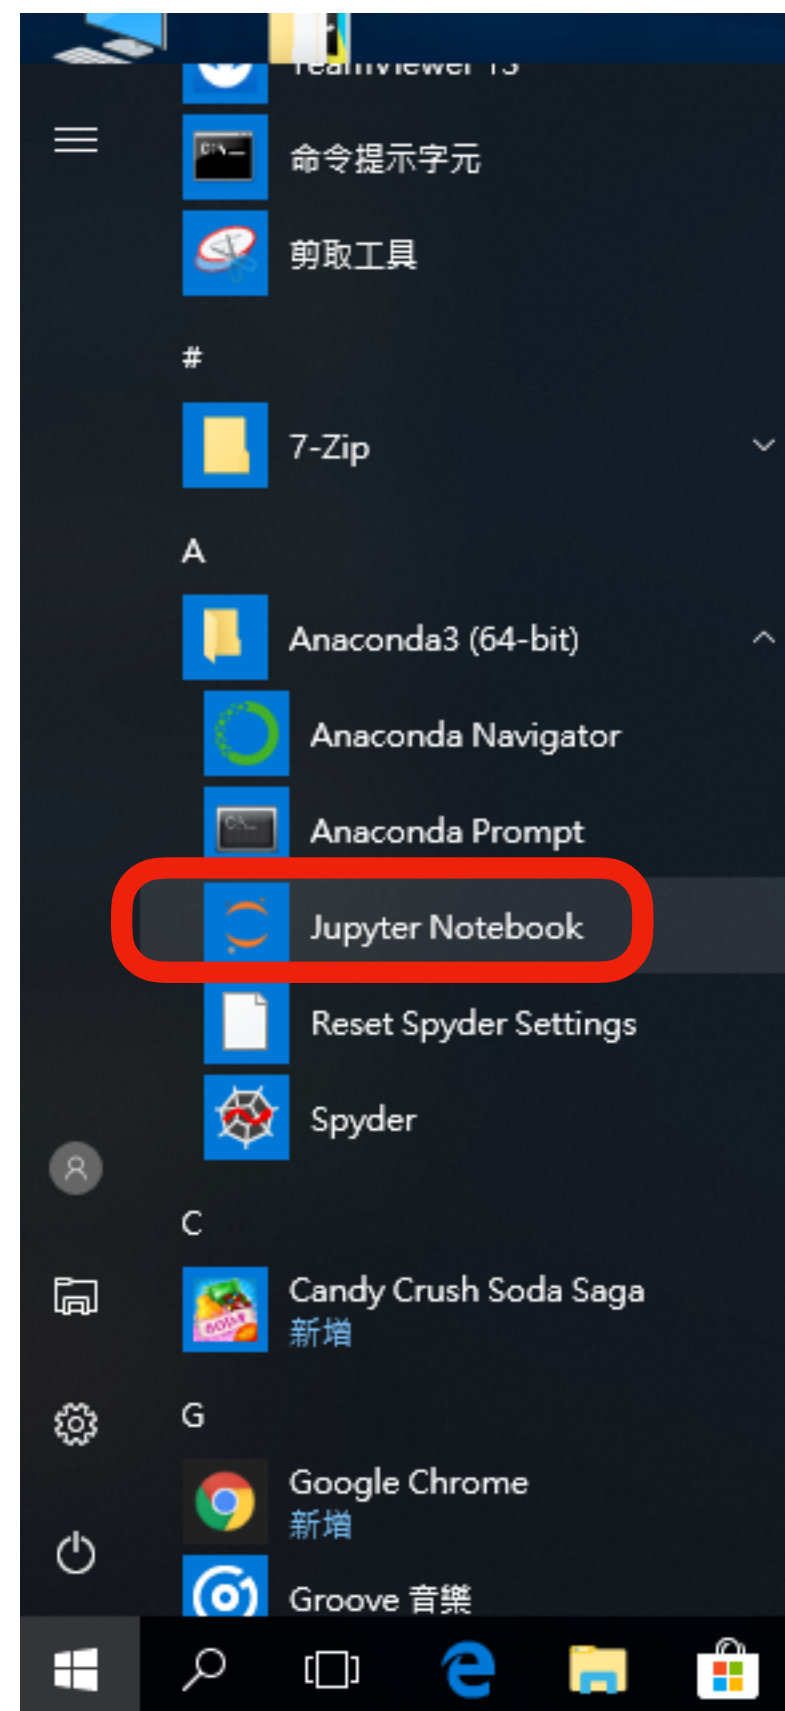 TeamViewer 13
命令提示字元
剪取工具
#
7-Zip
A
Anaconda3 (64-bit)
Anaconda Navigator
Anaconda Prompt
Jupyter Notebook
Reset Spyder Settings
Spyder
C
Candy Crush Soda Saga
新增
G
Google Chrome
新增
Groove 音樂